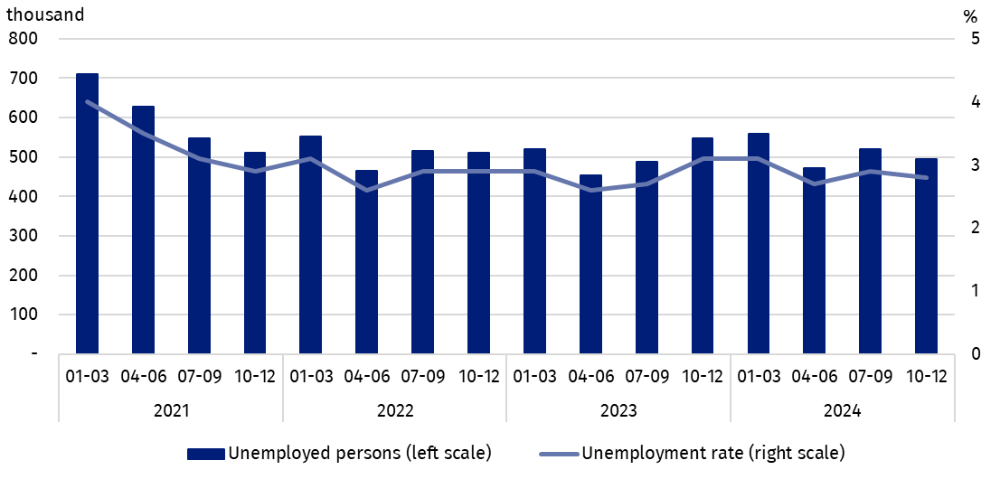 thousand %
800 5
700
600 4
500
400 3
300 2
200
100 1
- 0
01-03 04-06 07-09 10-12 01-03 04-06 07-09 10-12 01-03 04-06 07-09 10-12 01-03 04-06 07-09 10-12
2021 2022 2023 2024
Unemployed persons (left scale) Unemployment rate (right scale)